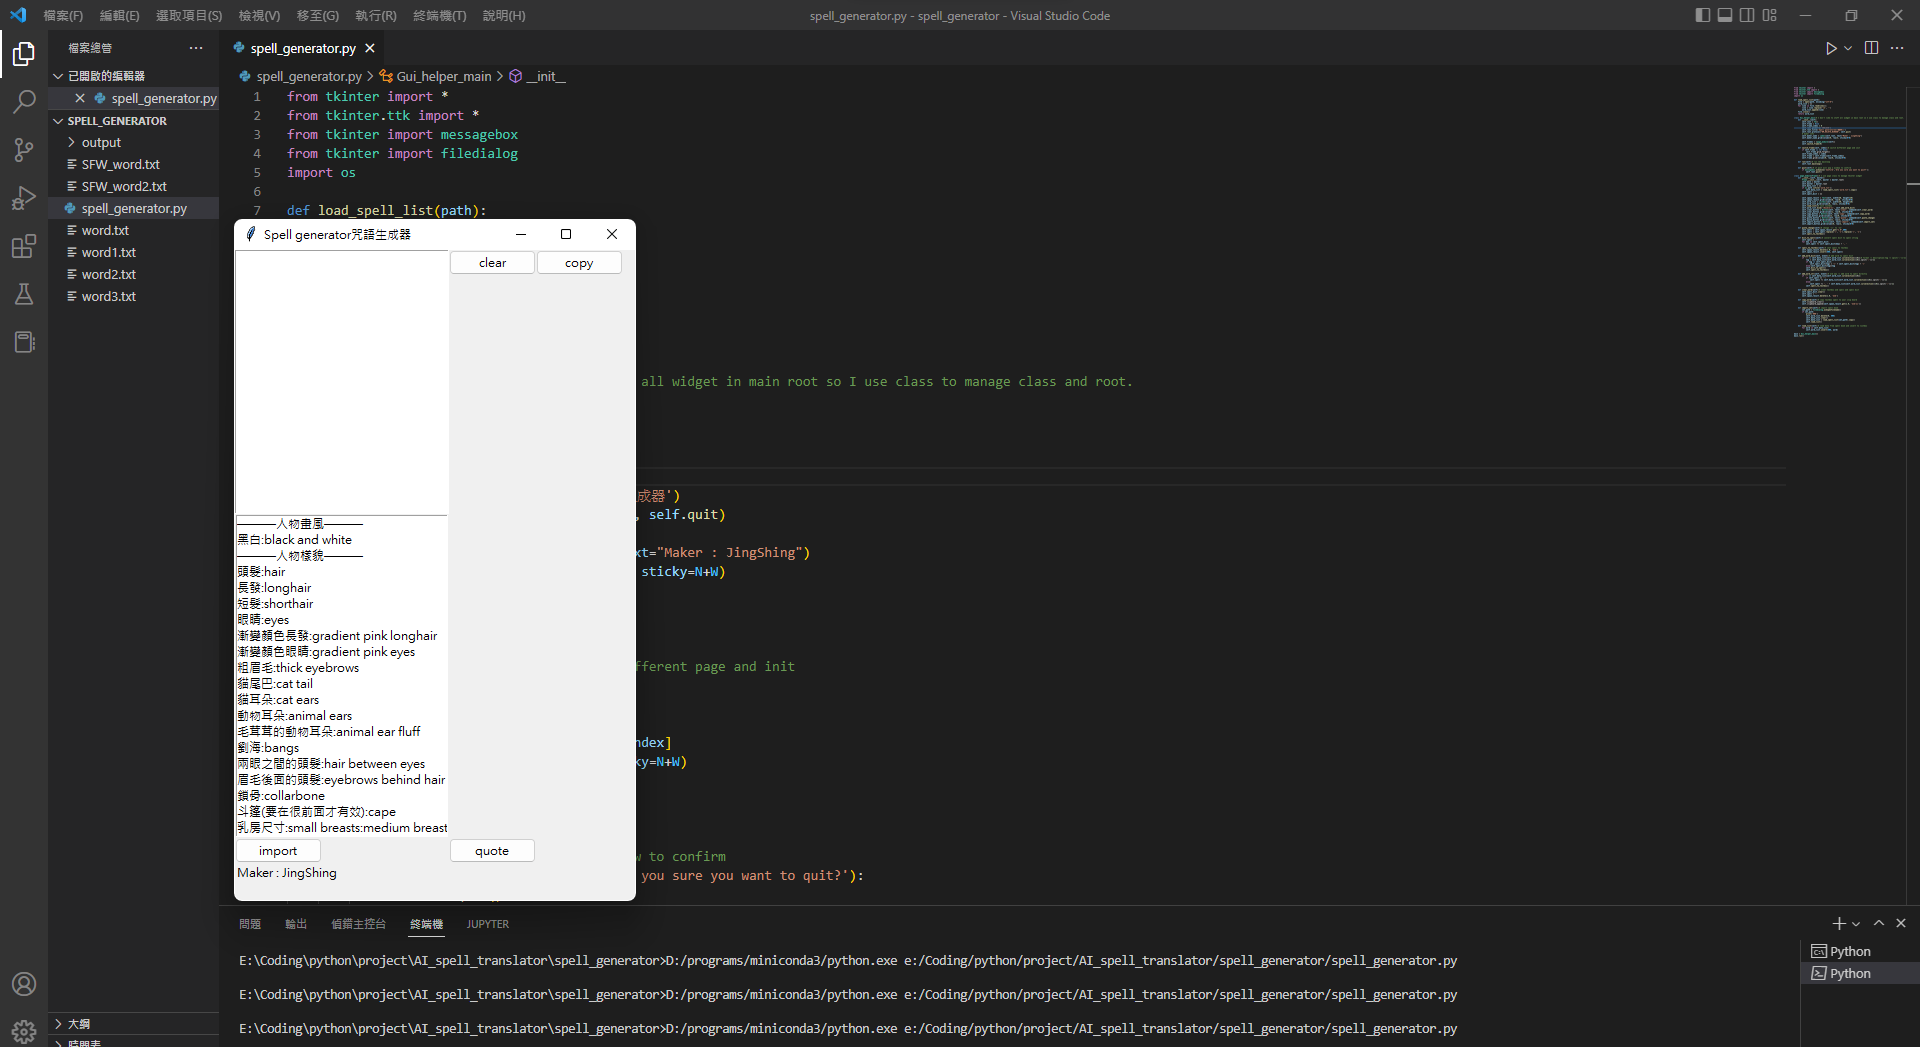 檔案(F) 編輯(E) 選取項目(S) 檢視(V) 移至(G) 執行(R) 終端機(T) 說明(H)
spell_generator.py - spell_generator - Visual Studio Code
檔案總管
已開啟的編輯器
spell_generator.py
SPELL_GENERATOR
output
SFW_word.txt
SFW_word2.txt
spell_generator.py
word.txt
word1.txt
word2.txt
word3.txt
大綱
時間表
spell_generator.py
spell_generator.py > Gui_helper_main > __init__
1 from tkinter import *
2 from tkinter.ttk import *
3 from tkinter import messagebox
4 from tkinter import filedialog
5 import os
6
7 def load_spell_list(path):
all widget in main root so I use class to manage class and root.
成器')
, self.quit)
xt="Maker : JingShing")
sticky=N+W)
fferent page and init
ndex]
ky=N+W)
w to confirm
you sure you want to quit?'):
Spell generator咒語生成器
clear
copy
———人物畫風———
黑白:black and white
———人物樣貌———
頭髮:hair
長發:longhair
短髮:shorthair
眼睛:eyes
漸變顏色長發:gradient pink longhair
漸變顏色眼睛:gradient pink eyes
粗眉毛:thick eyebrows
貓尾巴:cat tail
貓耳朵:cat ears
動物耳朵:animal ears
毛茸茸的動物耳朵:animal ear fluff
劉海:bangs
兩眼之間的頭髮:hair between eyes
眉毛後面的頭髮:eyebrows behind hair
鎖骨:collarbone
斗篷(要在很前面才有效):cape
乳房尺寸:small breasts:medium breast
import
quote
Maker : JingShing
問題 輸出 偵錯主控台 終端機 JUPYTER
E:\Coding\python\project\AI_spell_translator\spell_generator>D:/programs/miniconda3/python.exe e:/Coding/python/project/AI_spell_translator/spell_generator/spell_generator.py
E:\Coding\python\project\AI_spell_translator\spell_generator>D:/programs/miniconda3/python.exe e:/Coding/python/project/AI_spell_translator/spell_generator/spell_generator.py
E:\Coding\python\project\AI_spell_translator\spell_generator>D:/programs/miniconda3/python.exe e:/Coding/python/project/AI_spell_translator/spell_generator/spell_generator.py
Python
Python